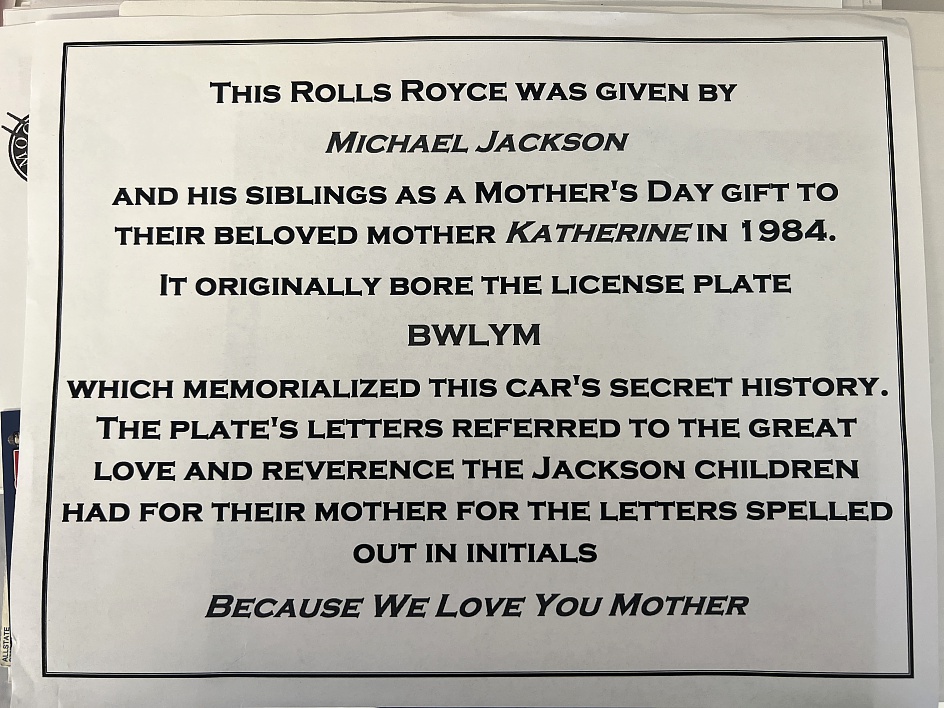 THIS ROLLS ROYCE WAS GIVEN BY
MICHAEL JACKSON
AND HIS SIBLINGS AS A MOTHER'S DAY GIFT TO
THEIR BELOVED MOTHER KATHERINE IN 1984.
IT ORIGINALLY BORE THE LICENSE PLATE
BWLYM
WHICH MEMORIALIZED THIS CAR'S SECRET HISTORY.
THE PLATE'S LETTERS REFERRED TO THE GREAT
LOVE AND REVERENCE THE JACKSON CHILDREN
HAD FOR THEIR MOTHER FOR THE LETTERS SPELLED
OUT IN INITIALS
BECAUSE WE LOVE YOU MOTHER
ALLSTATE